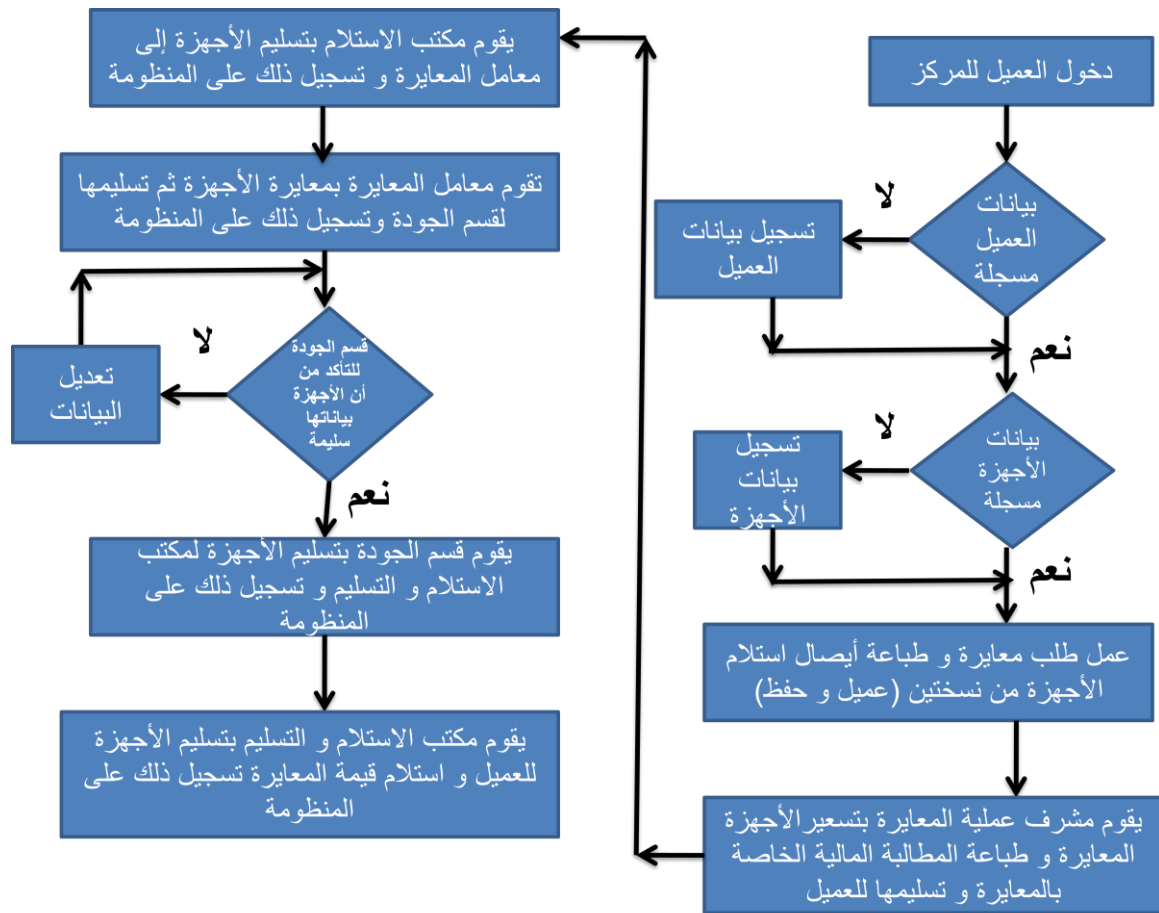 دخول العميل للمركز
بيانات
العميل
مسجلة
لا
تسجيل بيانات
العميل
نعم
بيانات
الأجهزة
مسجلة
لا
تسجيل
بيانات
الأجهزة
نعم
عمل طلب معايرة و طباعة أيصال استلام
الأجهزة من نسختين (عميل و حفظ)
يقوم مشرف عملية المعايرة بتسعيرالأجهزة
المعايرة و طباعة المطالبة المالية الخاصة
بالمعايرة و تسليمها للعميل
يقوم مكتب الاستلام بتسليم الأجهزة إلى
معامل المعايرة و تسجيل ذلك على المنظومة
تقوم معامل المعايرة بمعايرة الأجهزة ثم تسليمها
لقسم الجودة وتسجيل ذلك على المنظومة
قسم الجودة
للتأكد من
أن الأجهزة
بياناتها
سليمة
لا
تعديل
البيانات
نعم
يقوم قسم الجودة بتسليم الأجهزة لمكتب
الاستلام و التسليم و تسجيل ذلك على
المنظومة
يقوم مكتب الاستلام و التسليم بتسليم الأجهزة
للعميل و استلام قيمة المعايرة تسجيل ذلك على
المنظومة